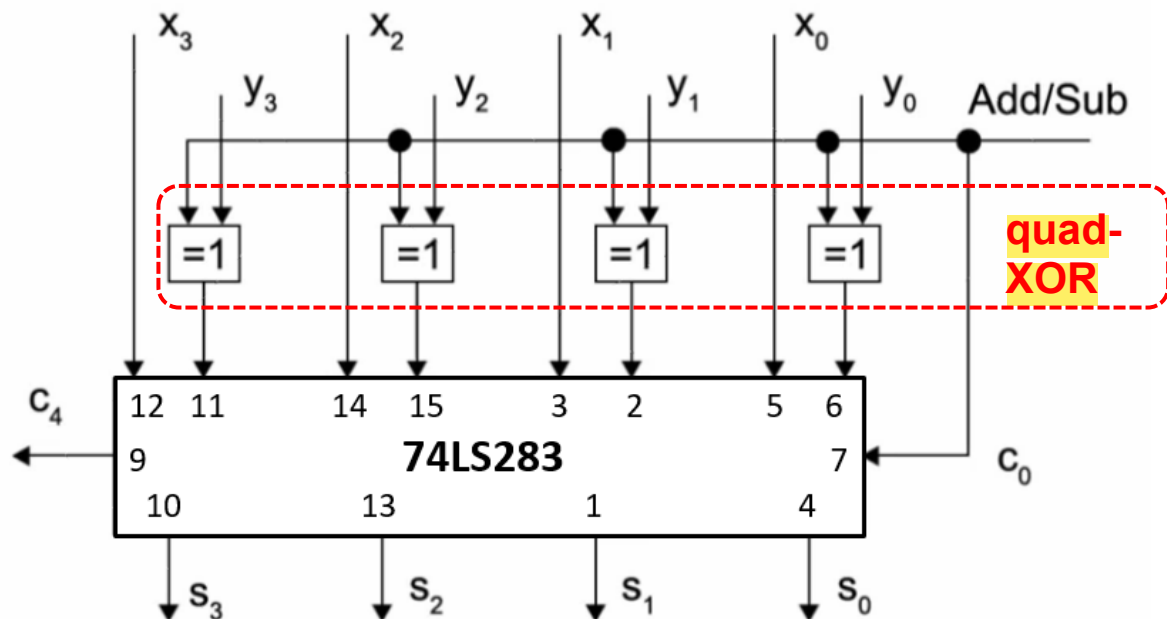 x₃ x₂ x₁ x₀
y₃ y₂ y₁ y₀ Add/Sub
=1 =1 =1 =1 quad-
XOR
12 11 14 15 3 2 5 6
c₄ 9 74LS283 7 c₀
10 13 1 4
s₃ s₂ s₁ s₀